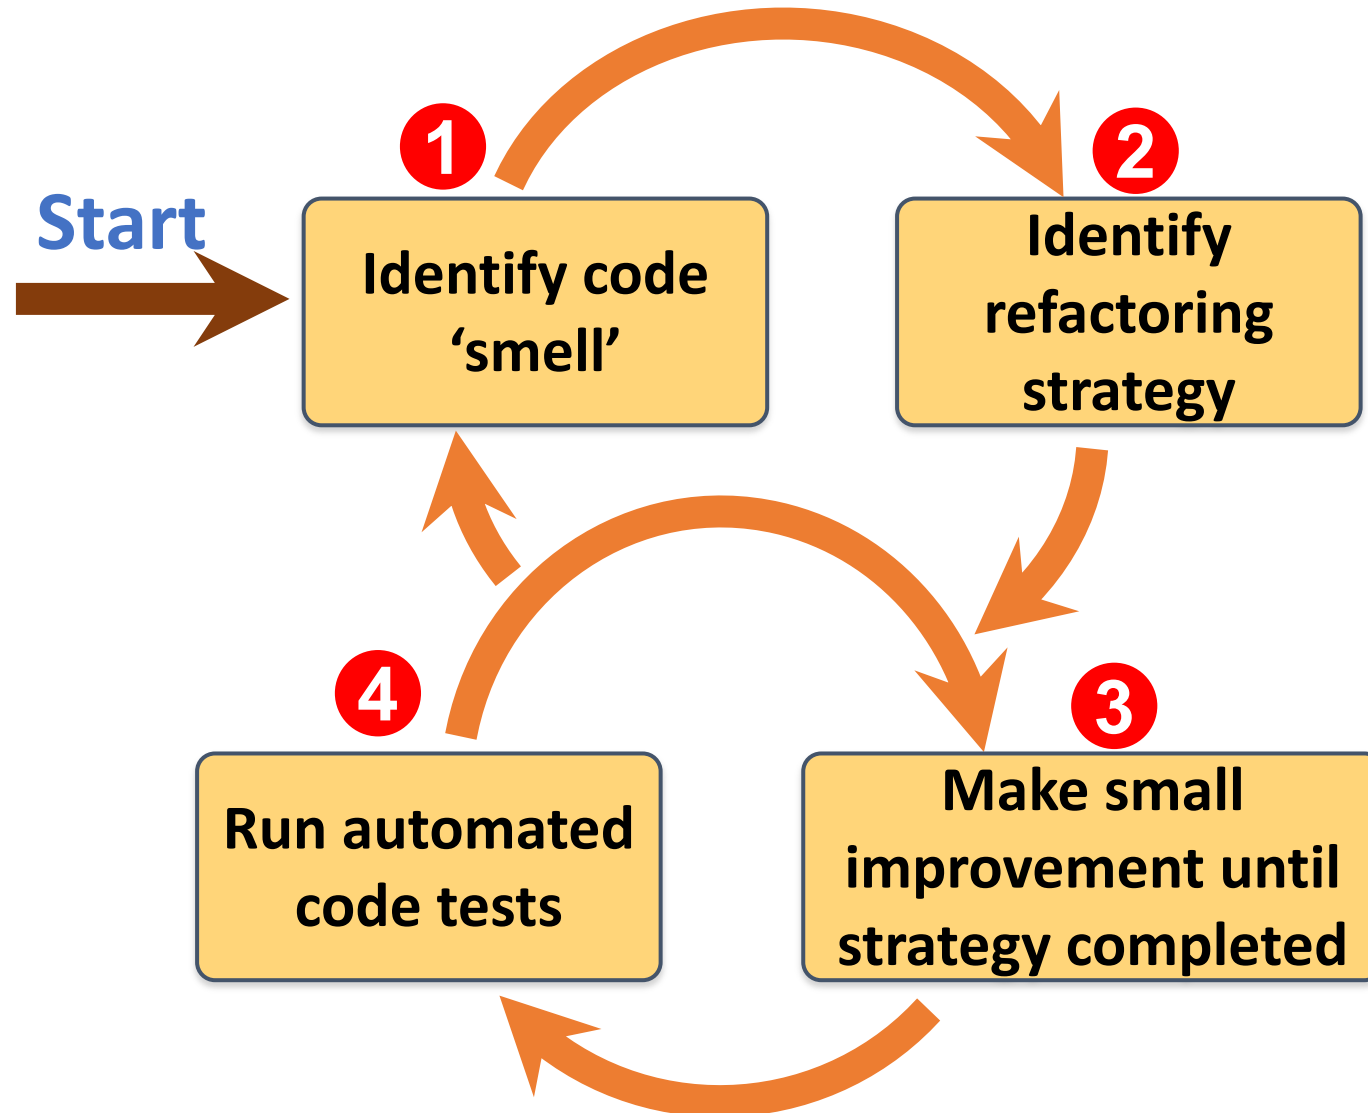 Start
1
Identify code
‘smell’
2
Identify
refactoring
strategy
3
Make small
improvement until
strategy completed
4
Run automated
code tests